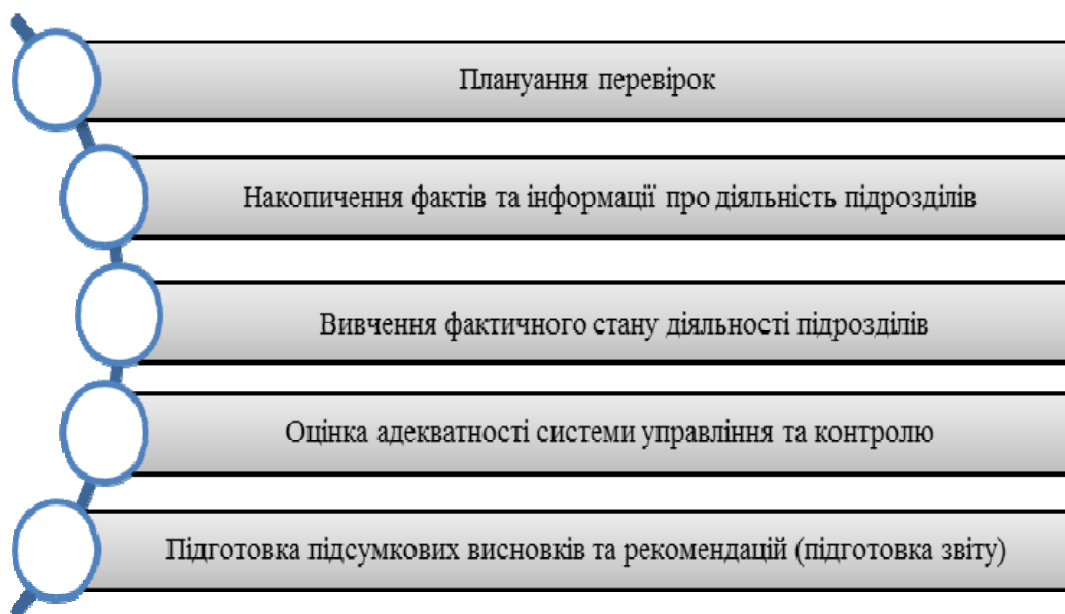 Плануання перевірок
Накопичення фактів та інформації про діяльність підрозділів
Вивчення фактичного стану діяльності підрозділів
Оцінка адекватності системи управління та контролю
Підготовка підсумкових висновків та рекомендацій (підготовка звіту)